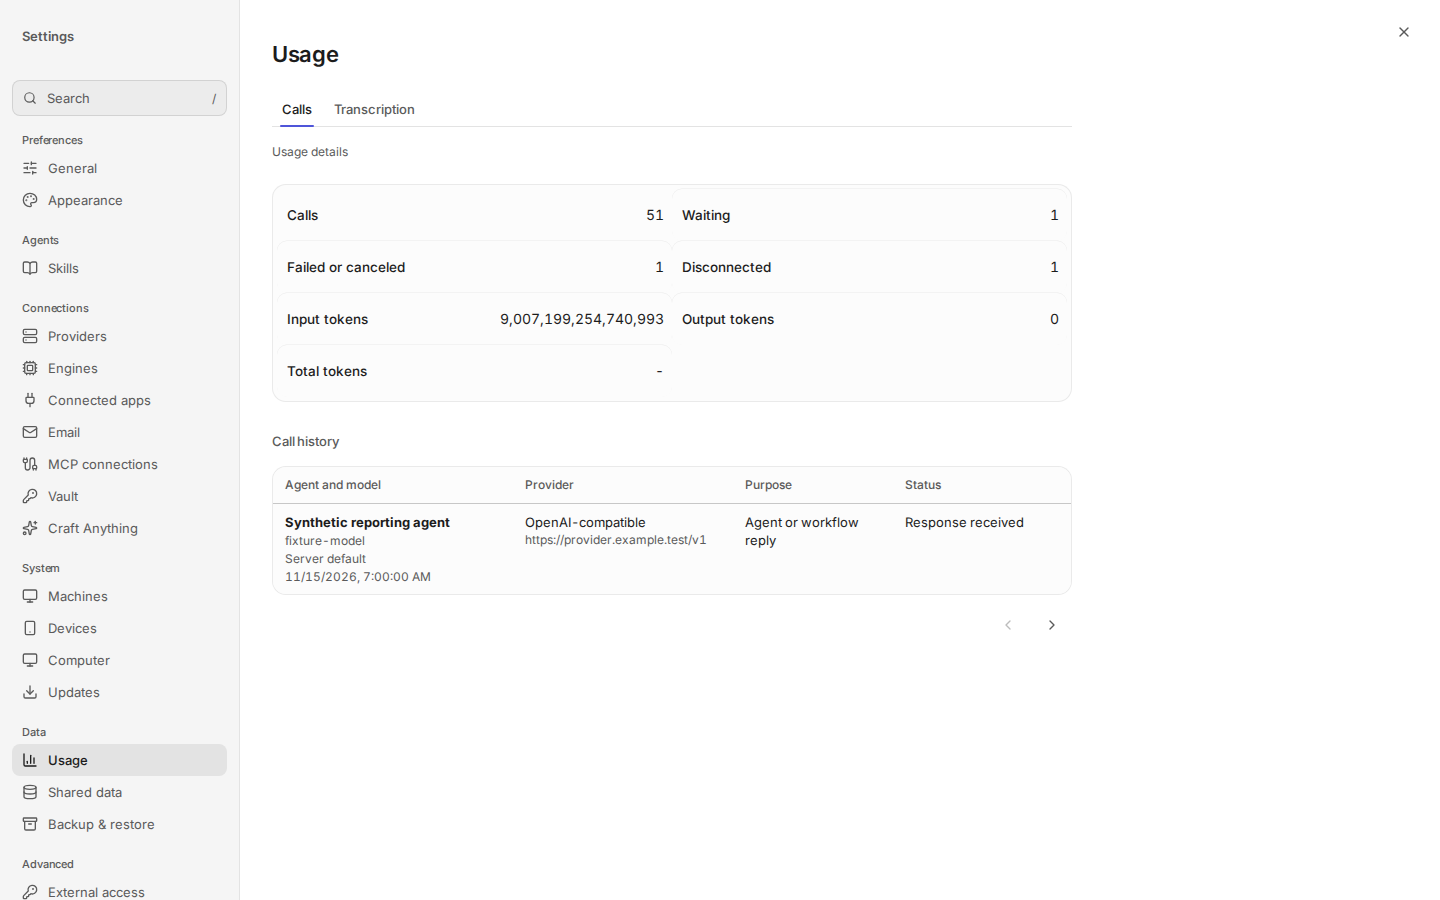 Settings
Search /
Preferences
General
Appearance
Agents
Skills
Connections
Providers
Engines
Connected apps
Email
MCP connections
Vault
Craft Anything
System
Machines
Devices
Computer
Updates
Data
Usage
Shared data
Backup & restore
Advanced
External access
Usage
Calls Transcription
Usage details
Calls 51 Waiting 1
Failed or canceled 1 Disconnected 1
Input tokens 9,007,199,254,740,993 Output tokens 0
Total tokens -
Call history
Agent and model Provider Purpose Status
Synthetic reporting agent OpenAI-compatible Agent or workflow Response received
fixture-model https://provider.example.test/v1 reply
Server default
11/15/2026, 7:00:00 AM